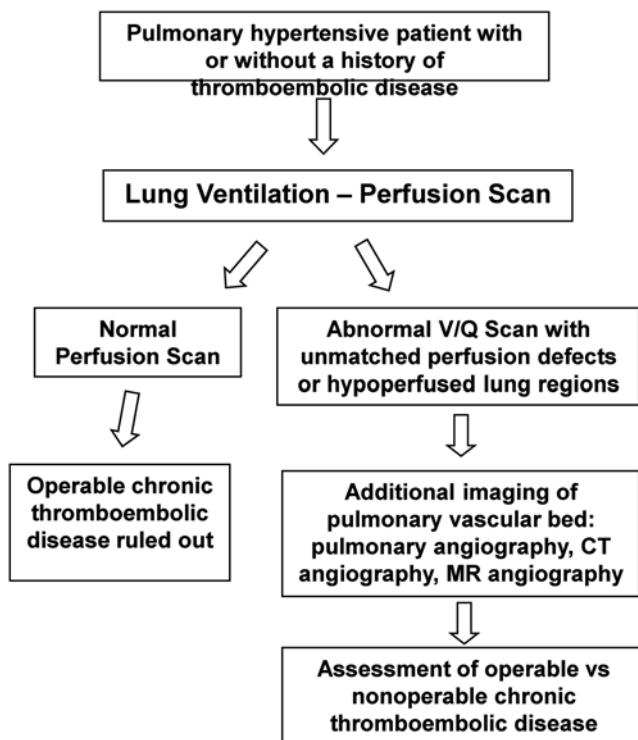 Pulmonary hypertensive patient with
or without a history of
thromboembolic disease
Lung Ventilation – Perfusion Scan
Normal
Perfusion Scan
Abnormal V/Q Scan with
unmatched perfusion defects
or hypoperfused lung regions
Operable chronic
thromboembolic
disease ruled out
Additional imaging of
pulmonary vascular bed:
pulmonary angiography, CT
angiography, MR angiography
Assessment of operable vs
nonoperable chronic
thromboembolic disease